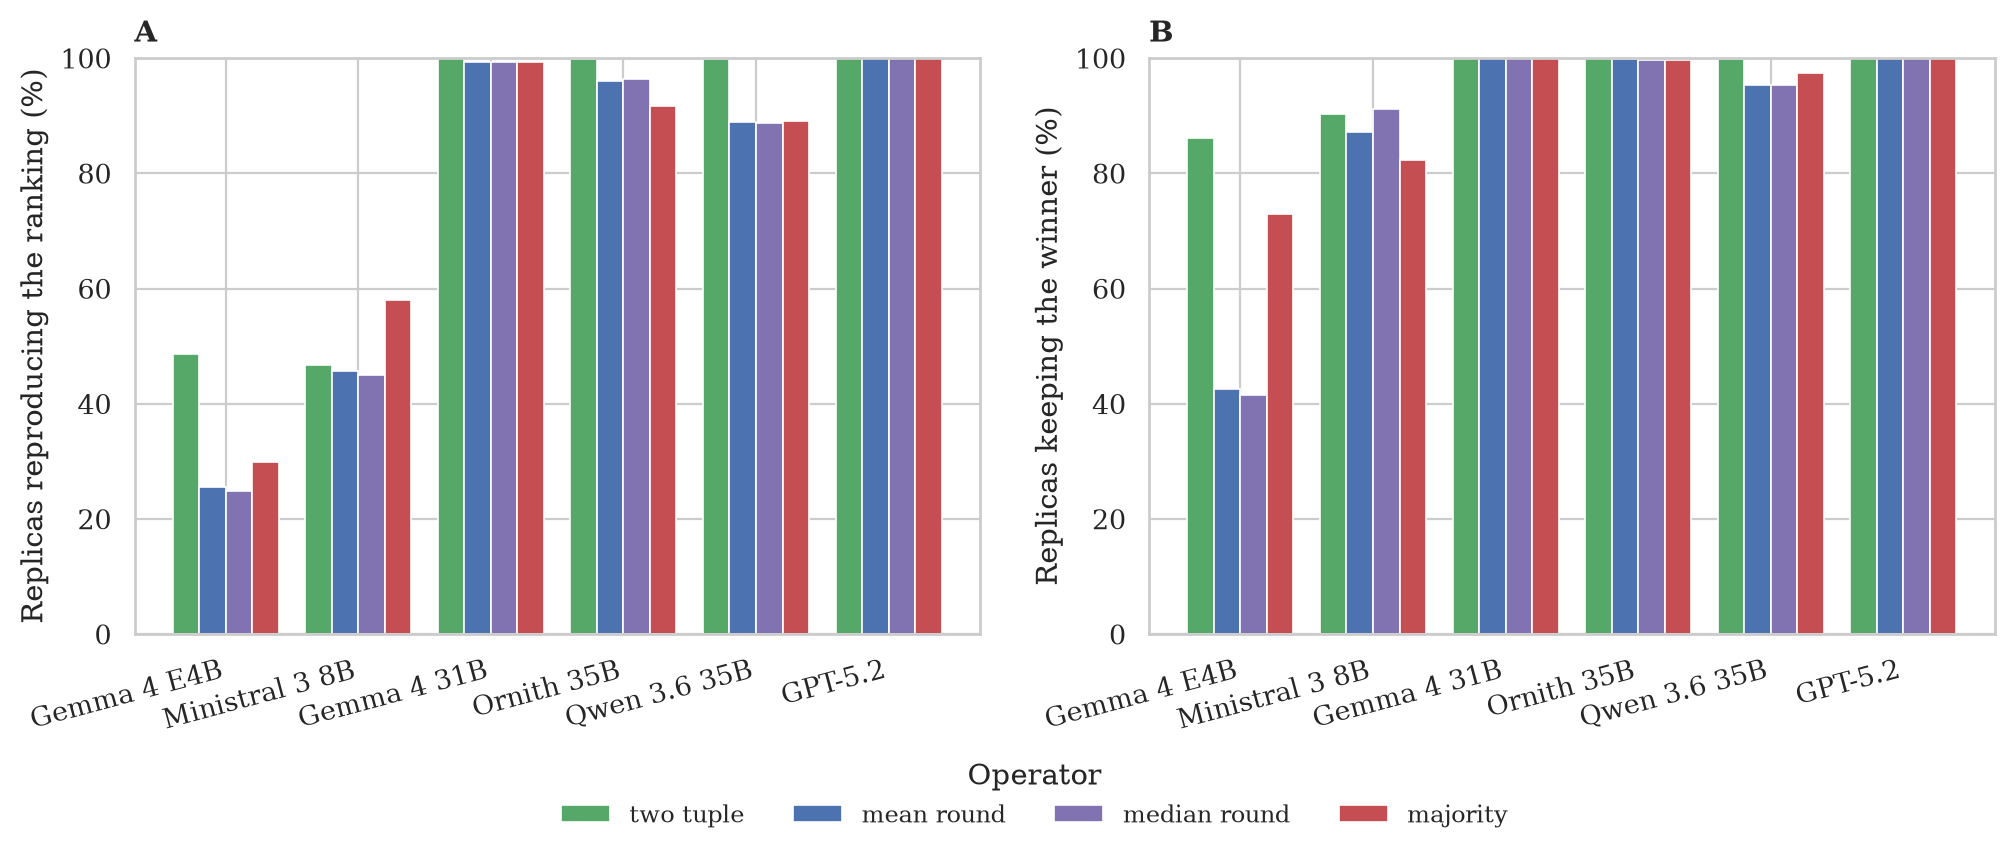 A
Replicas reproducing the ranking (%)
100
80
60
40
20
0
Gemma 4 E4B
Ministral 3 8B
Gemma 4 31B
Ornith 35B
Qwen 3.6 35B
GPT-5.2
B
Replicas keeping the winner (%)
100
80
60
40
20
0
Gemma 4 E4B
Ministral 3 8B
Gemma 4 31B
Ornith 35B
Qwen 3.6 35B
GPT-5.2
Operator
two tuple
mean round
median round
majority